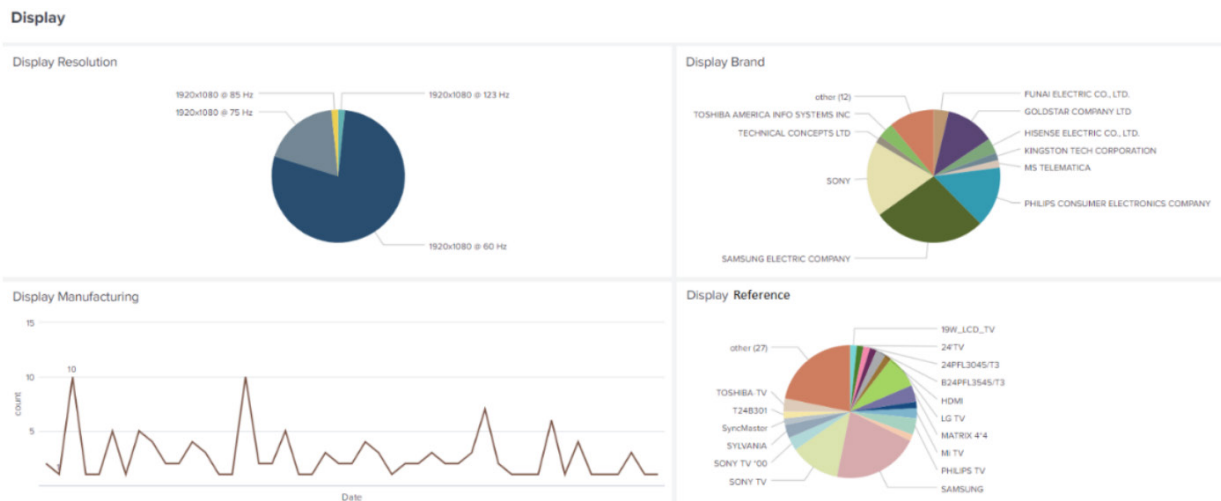 Display
Display Resolution
1920x1080 @ 85 Hz
1920x1080 @ 123 Hz
1920x1080 @ 75 Hz
1920x1080 @ 60 Hz
Display Brand
other (12)
FUNAI ELECTRIC CO., LTD.
TOSHIBA AMERICA INFO SYSTEMS INC
GOLDSTAR COMPANY LTD
TECHNICAL CONCEPTS LTD
HISENSE ELECTRIC CO., LTD.
KINGSTON TECH CORPORATION
MS TELEMATICA
SONY
PHILIPS CONSUMER ELECTRONICS COMPANY
SAMSUNG ELECTRIC COMPANY
Display Manufacturing
15
10
5
count
10
1
Date
Display Reference
19W_LCD_TV
other (27)
24'TV
24PFL3045/T3
B24PFL3545/T3
TOSHIBA TV
HDMI
T24B301
LG TV
SyncMaster
MATRIX 4*4
SYLVANIA
Mi TV
SONY TV *00
PHILIPS TV
SONY TV
SAMSUNG